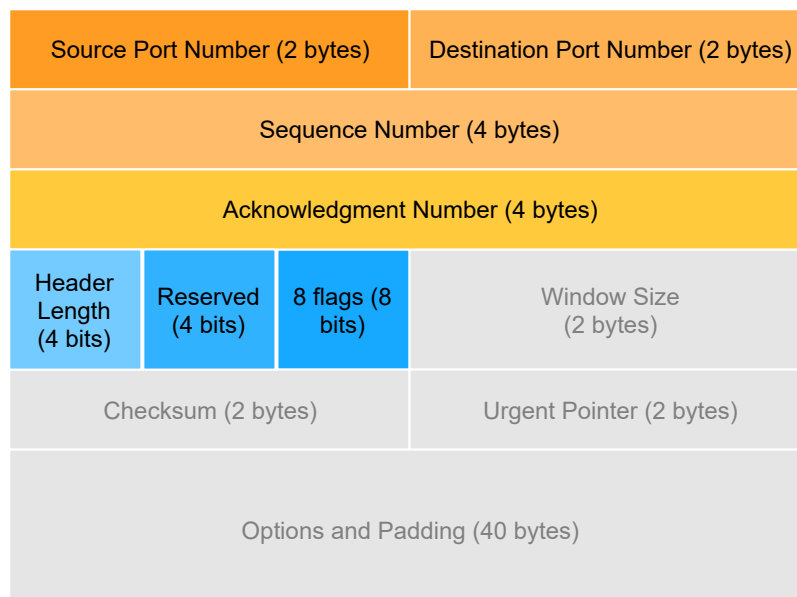 Source Port Number (2 bytes)
Destination Port Number (2 bytes)
Sequence Number (4 bytes)
Acknowledgment Number (4 bytes)
Header
Length
(4 bits)
Reserved
(4 bits)
8 flags (8
bits)
Window Size
(2 bytes)
Checksum (2 bytes)
Urgent Pointer (2 bytes)
Options and Padding (40 bytes)